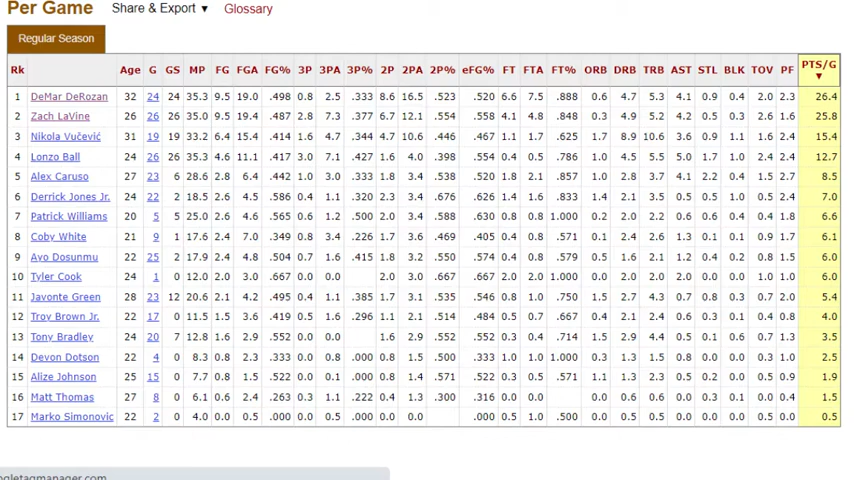 Per Game Share & Export ▼ Glossary
Regular Season
Rk Age G GS MP FG FGA FG% 3P 3PA 3P% 2P 2PA 2P% eFG% FT FTA FT% ORB DRB TRB AST STL BLK TOV PF PTS/G ▼
1 DeMar DeRozan 32 24 24 35.3 9.5 19.0 .498 0.8 2.5 .333 8.6 16.5 .523 .520 6.6 7.5 .888 0.6 4.7 5.3 4.1 0.9 0.4 2.0 2.3 26.4
2 Zach LaVine 26 26 26 35.0 9.5 19.4 .487 2.8 7.3 .377 6.7 12.1 .554 .558 4.1 4.8 .848 0.3 4.9 5.2 4.2 0.5 0.3 2.6 1.6 25.8
3 Nikola Vučević 31 19 19 33.2 6.4 15.4 .414 1.6 4.7 .344 4.7 10.6 .446 .467 1.1 1.7 .625 1.7 8.9 10.6 3.6 0.9 1.1 1.6 2.4 15.4
4 Lonzo Ball 24 26 26 35.3 4.6 11.1 .417 3.0 7.1 .427 1.6 4.0 .398 .554 0.4 0.5 .786 1.0 4.5 5.5 5.0 1.7 1.0 2.4 2.4 12.7
5 Alex Caruso 27 23 6 28.6 2.8 6.4 .442 1.0 3.0 .333 1.8 3.4 .538 .520 1.8 2.1 .857 1.0 2.8 3.7 4.1 2.2 0.4 1.5 2.7 8.5
6 Derrick Jones Jr. 24 22 2 18.5 2.6 4.5 .586 0.4 1.1 .320 2.3 3.4 .676 .626 1.4 1.6 .833 1.4 2.1 3.5 0.5 0.5 1.0 0.5 2.4 7.0
7 Patrick Williams 20 5 5 25.0 2.6 4.6 .565 0.6 1.2 .500 2.0 3.4 .588 .630 0.8 0.8 1.000 0.2 2.0 2.2 0.6 0.6 0.4 0.4 1.8 6.6
8 Coby White 21 9 1 17.6 2.4 7.0 .349 0.8 3.4 .226 1.7 3.6 .469 .405 0.4 0.8 .571 0.1 2.4 2.6 1.3 0.1 0.1 0.9 1.7 6.1
9 Ayo Dosunmu 22 25 2 17.9 2.4 4.8 .504 0.7 1.6 .415 1.8 3.2 .550 .574 0.4 0.8 .579 0.5 1.6 2.1 1.2 0.4 0.2 0.8 1.5 6.0
10 Tyler Cook 24 1 0 12.0 2.0 3.0 .667 0.0 0.0 2.0 3.0 .667 .667 2.0 2.0 1.000 0.0 2.0 2.0 2.0 0.0 0.0 1.0 1.0 6.0
11 Javonte Green 28 23 12 20.6 2.1 4.2 .495 0.4 1.1 .385 1.7 3.1 .535 .546 0.8 1.0 .750 1.5 2.7 4.3 0.7 0.8 0.3 0.7 2.0 5.4
12 Troy Brown Jr. 22 17 0 11.5 1.5 3.6 .419 0.5 1.6 .296 1.1 2.1 .514 .484 0.5 0.7 .667 0.4 2.1 2.4 0.6 0.3 0.1 0.4 0.8 4.0
13 Tony Bradley 24 20 7 12.8 1.6 2.9 .552 0.0 0.0 1.6 2.9 .552 .552 0.3 0.4 .714 1.5 2.9 4.4 0.5 0.1 0.6 0.7 1.3 3.5
14 Devon Dotson 22 4 0 8.3 0.8 2.3 .333 0.0 0.8 .000 0.8 1.5 .500 .333 1.0 1.0 1.000 0.3 1.3 1.5 0.8 0.0 0.0 0.3 1.0 2.5
15 Alize Johnson 25 15 0 7.7 0.8 1.5 .522 0.0 0.1 .000 0.8 1.4 .571 .522 0.3 0.5 .571 1.1 1.3 2.3 0.5 0.2 0.0 0.5 0.9 1.9
16 Matt Thomas 27 8 0 6.1 0.6 2.4 .263 0.3 1.1 .222 0.4 1.3 .300 .316 0.0 0.0 0.0 0.6 0.6 0.0 0.3 0.1 0.0 0.4 1.5
17 Marko Simonovic 22 2 0 4.0 0.0 0.5 .000 0.0 0.5 .000 0.0 0.0 .000 0.5 1.0 .500 0.0 0.0 0.0 0.0 0.0 0.0 0.5 0.0 0.5
ogletagmanager.com